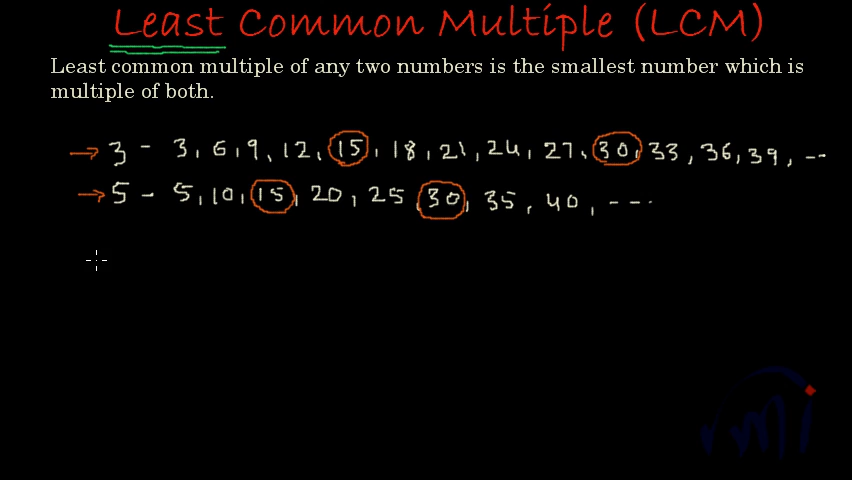 Least Common Multiple (LCM)
Least common multiple of any two numbers is the smallest number which is
multiple of both.
→ 3 - 3, 6, 9, 12, 15, 18, 21, 24, 27, 30, 33, 36, 39, ---
→ 5 - 5, 10, 15, 20, 25, 30, 35, 40, ----